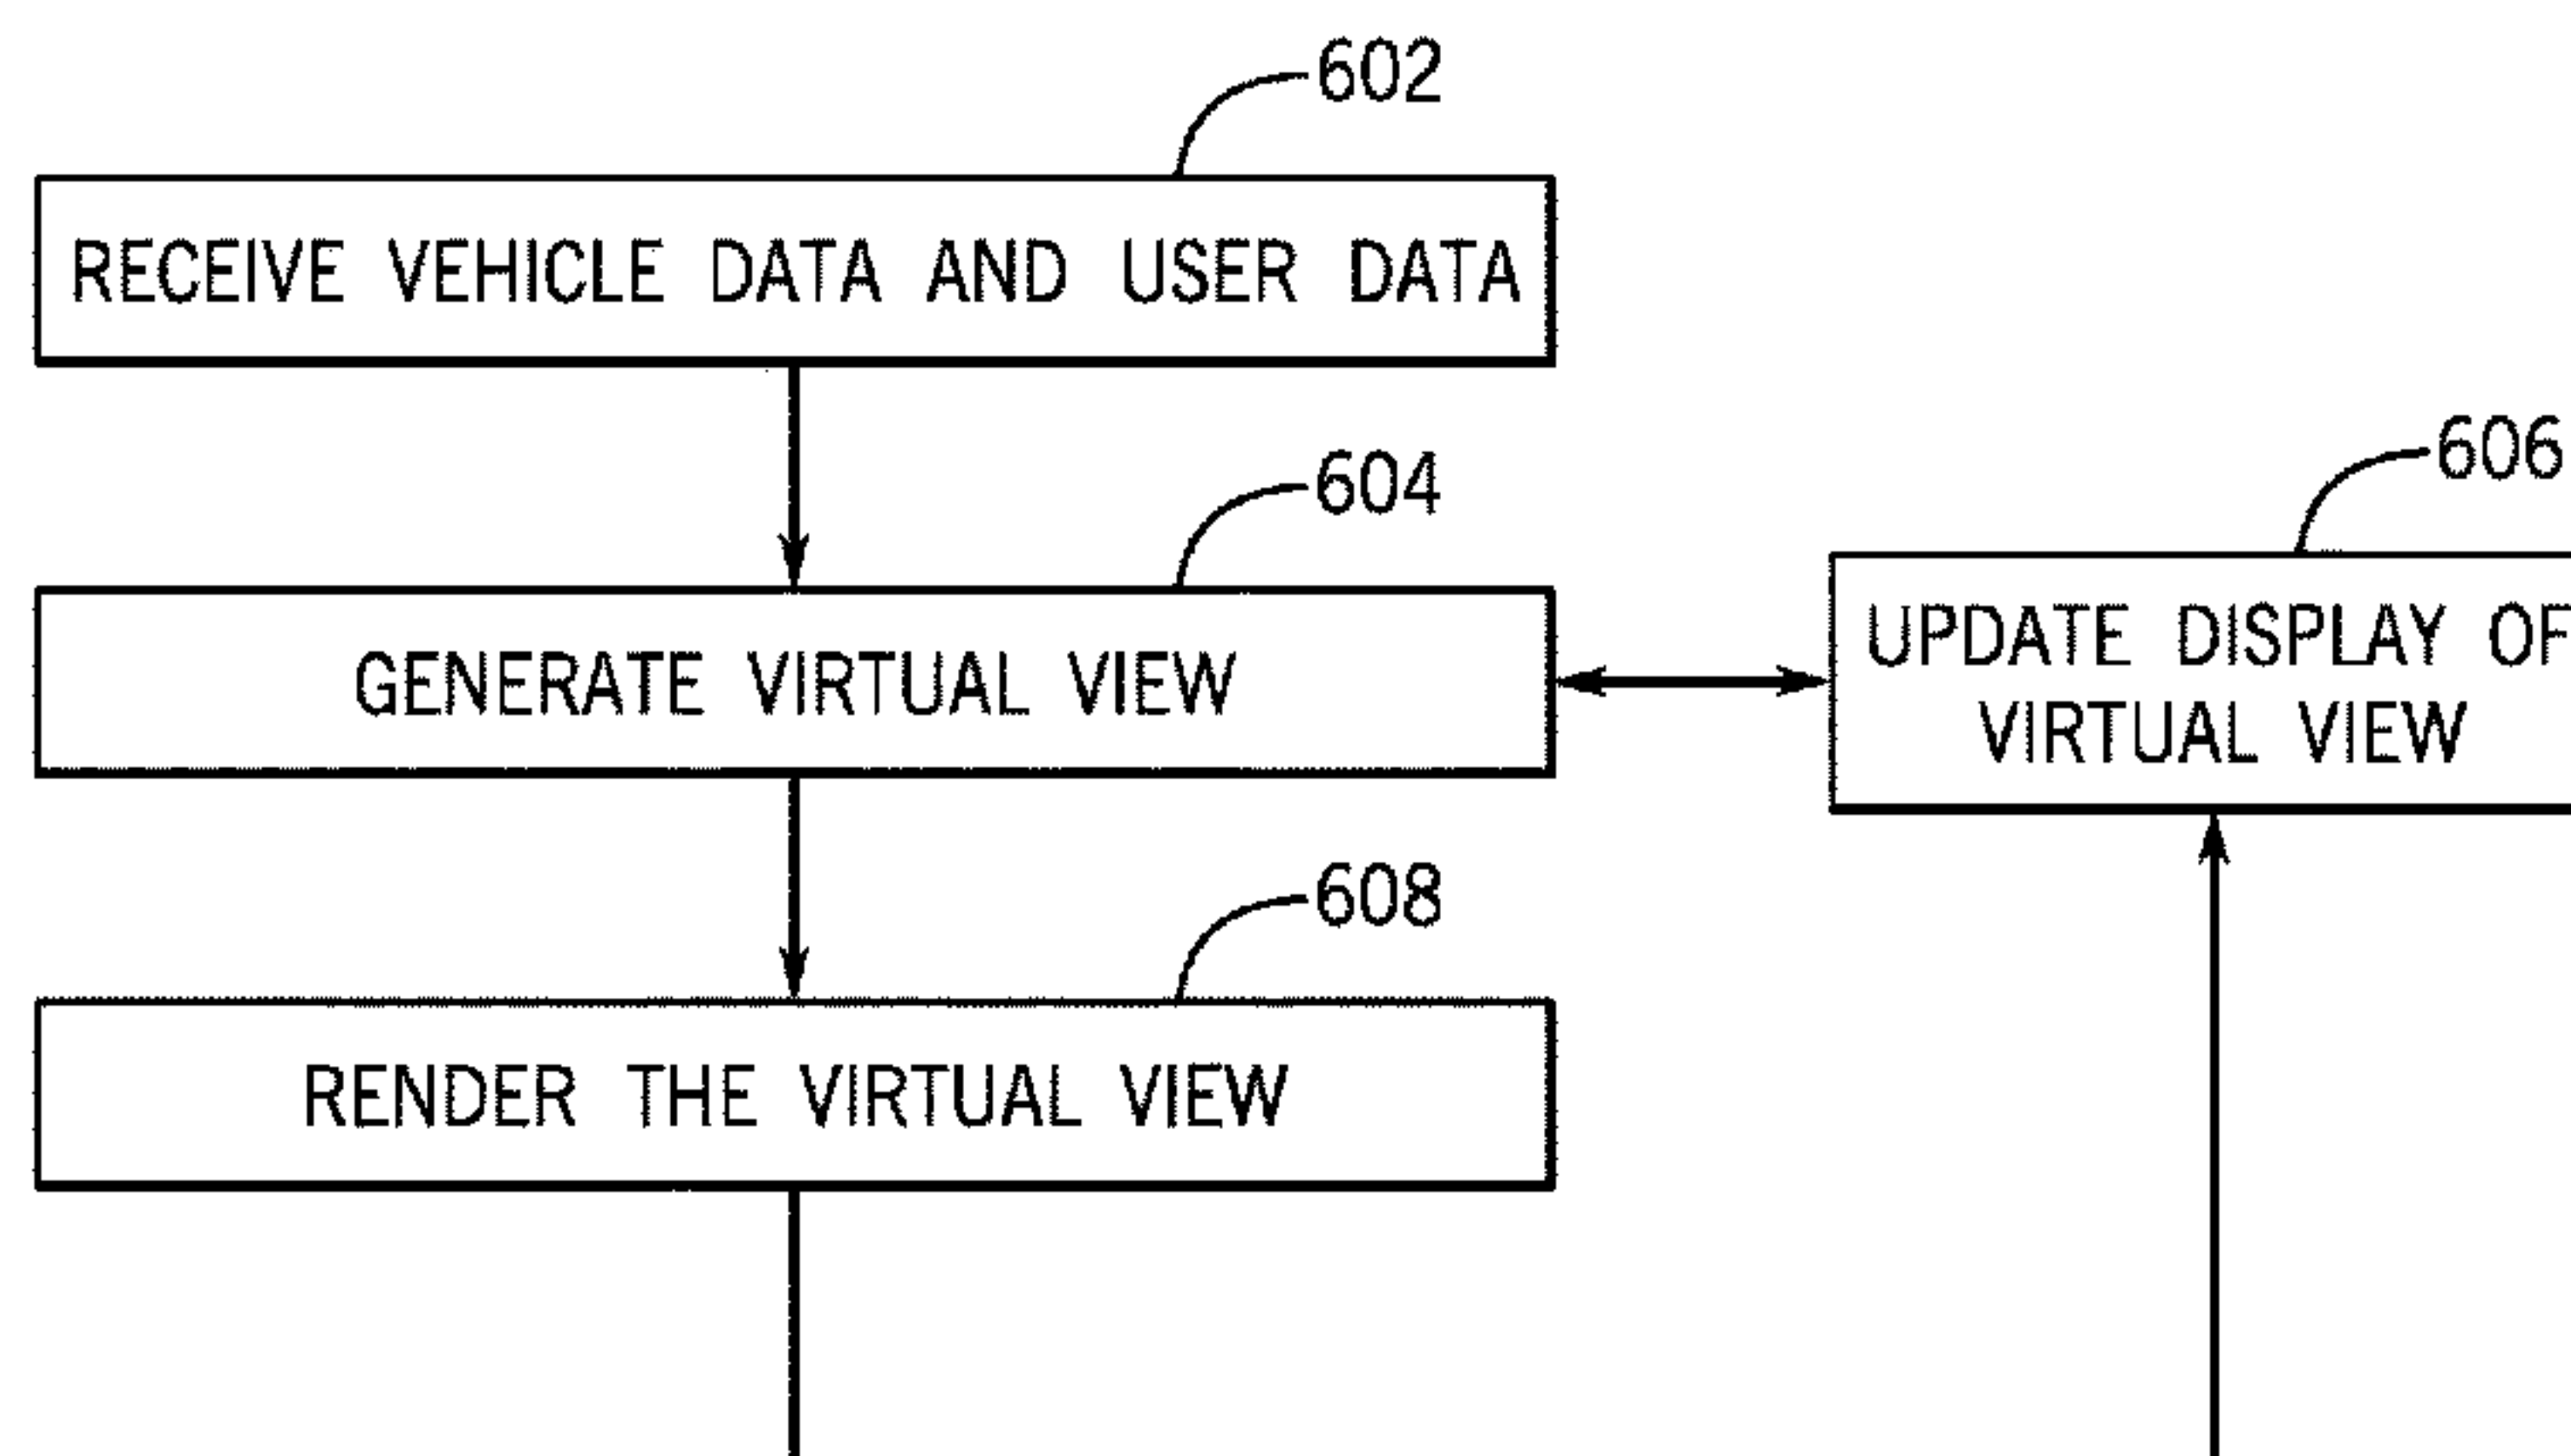 602
RECEIVE VEHICLE DATA AND USER DATA
604
GENERATE VIRTUAL VIEW
606
UPDATE DISPLAY OF
VIRTUAL VIEW
608
RENDER THE VIRTUAL VIEW